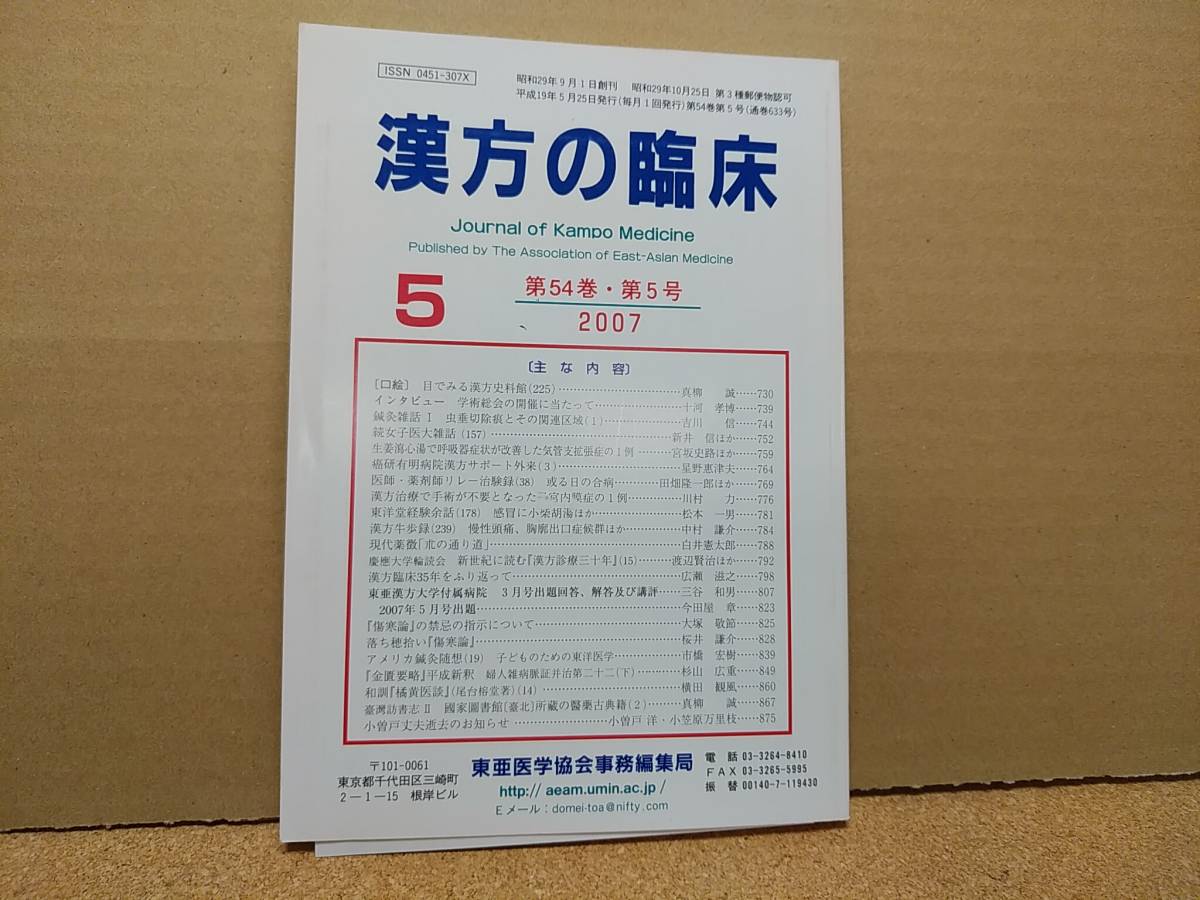 ISSN 0451-307X
昭和29年9月1日創刊 昭和29年10月25日 第3種郵便物認可
平成19年5月25日発行(毎月1回発行)第54巻第5号(通巻633号)
漢方の臨床
Journal of Kampo Medicine
Published by The Association of East-Asian Medicine
5
第54巻・第5号
2007
〔主な内容〕
〔口絵〕 目でみる漢方史料館(225)……真柳 誠……730
インタビュー 学術総会の開催に当たって……十河 孝博……739
鍼灸雑話Ⅰ 虫垂切除痕とその関連区域(1)……吉川 信……744
続女子医大雑話(157)……新井 信ほか……752
生姜瀉心湯で呼吸器症状が改善した気管支拡張症の1例……宮坂史路ほか……759
癌研有明病院漢方サポート外来(3)……星野恵津夫……764
医師・薬剤師リレー治験録(38) 或る日の合病……田畑隆一郎ほか……769
漢方治療で手術が不要となった子宮内膜症の1例……川村 力……776
東洋堂経験余話(178) 感冒に小柴胡湯ほか……松本 一男……781
漢方牛歩録(239) 慢性頭痛、胸廓出口症候群ほか……中村 謙介……784
現代薬徴「朮の通り道」……白井憲太郎……788
慶應大学輪読会 新世紀に読む『漢方診療三十年』(15)……渡辺賢治ほか……792
漢方臨床35年をふり返って……広瀬 滋之……798
東亜漢方大学付属病院 3月号出題回答、解答及び講評……三谷 和男……807
2007年5月号出題……今田屋 章……823
『傷寒論』の禁忌の指示について……大塚 敬節……825
落ち穂拾い『傷寒論』……桜井 謙介……828
アメリカ鍼灸随想(19) 子どものための東洋医学……市橋 宏樹……839
『金匱要略』平成新釈 婦人雑病脈証并治第二十二(下)……杉山 広重……849
和訓『橘黄医談』(尾台榕堂著)(14)……横田 観風……860
臺灣訪書志Ⅱ 國家圖書館〔臺北〕所蔵の醫藥古典籍(2)……真柳 誠……867
小曽戸丈夫逝去のお知らせ……小曽戸 洋・小笠原万里枝……875
〒101-0061
東京都千代田区三崎町
2-1-15 根岸ビル
東亜医学協会事務編集局
http://aeam.umin.ac.jp/
Eメール:domei-toa@nifty.com
電話 03-3264-8410
FAX 03-3265-5995
振替 00140-7-119430